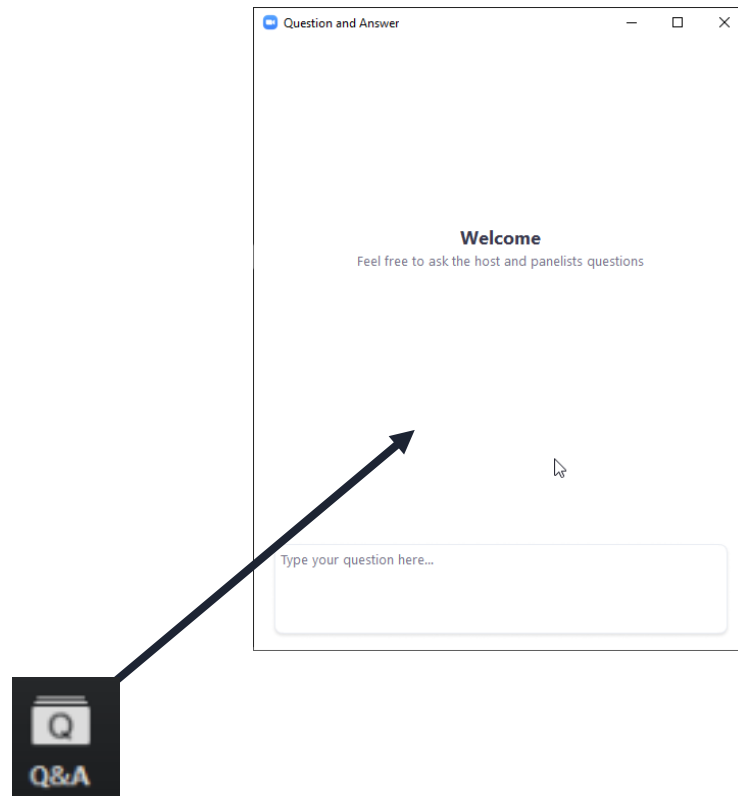 Question and Answer
Welcome
Feel free to ask the host and panelists questions
Type your question here...
Q
Q&A